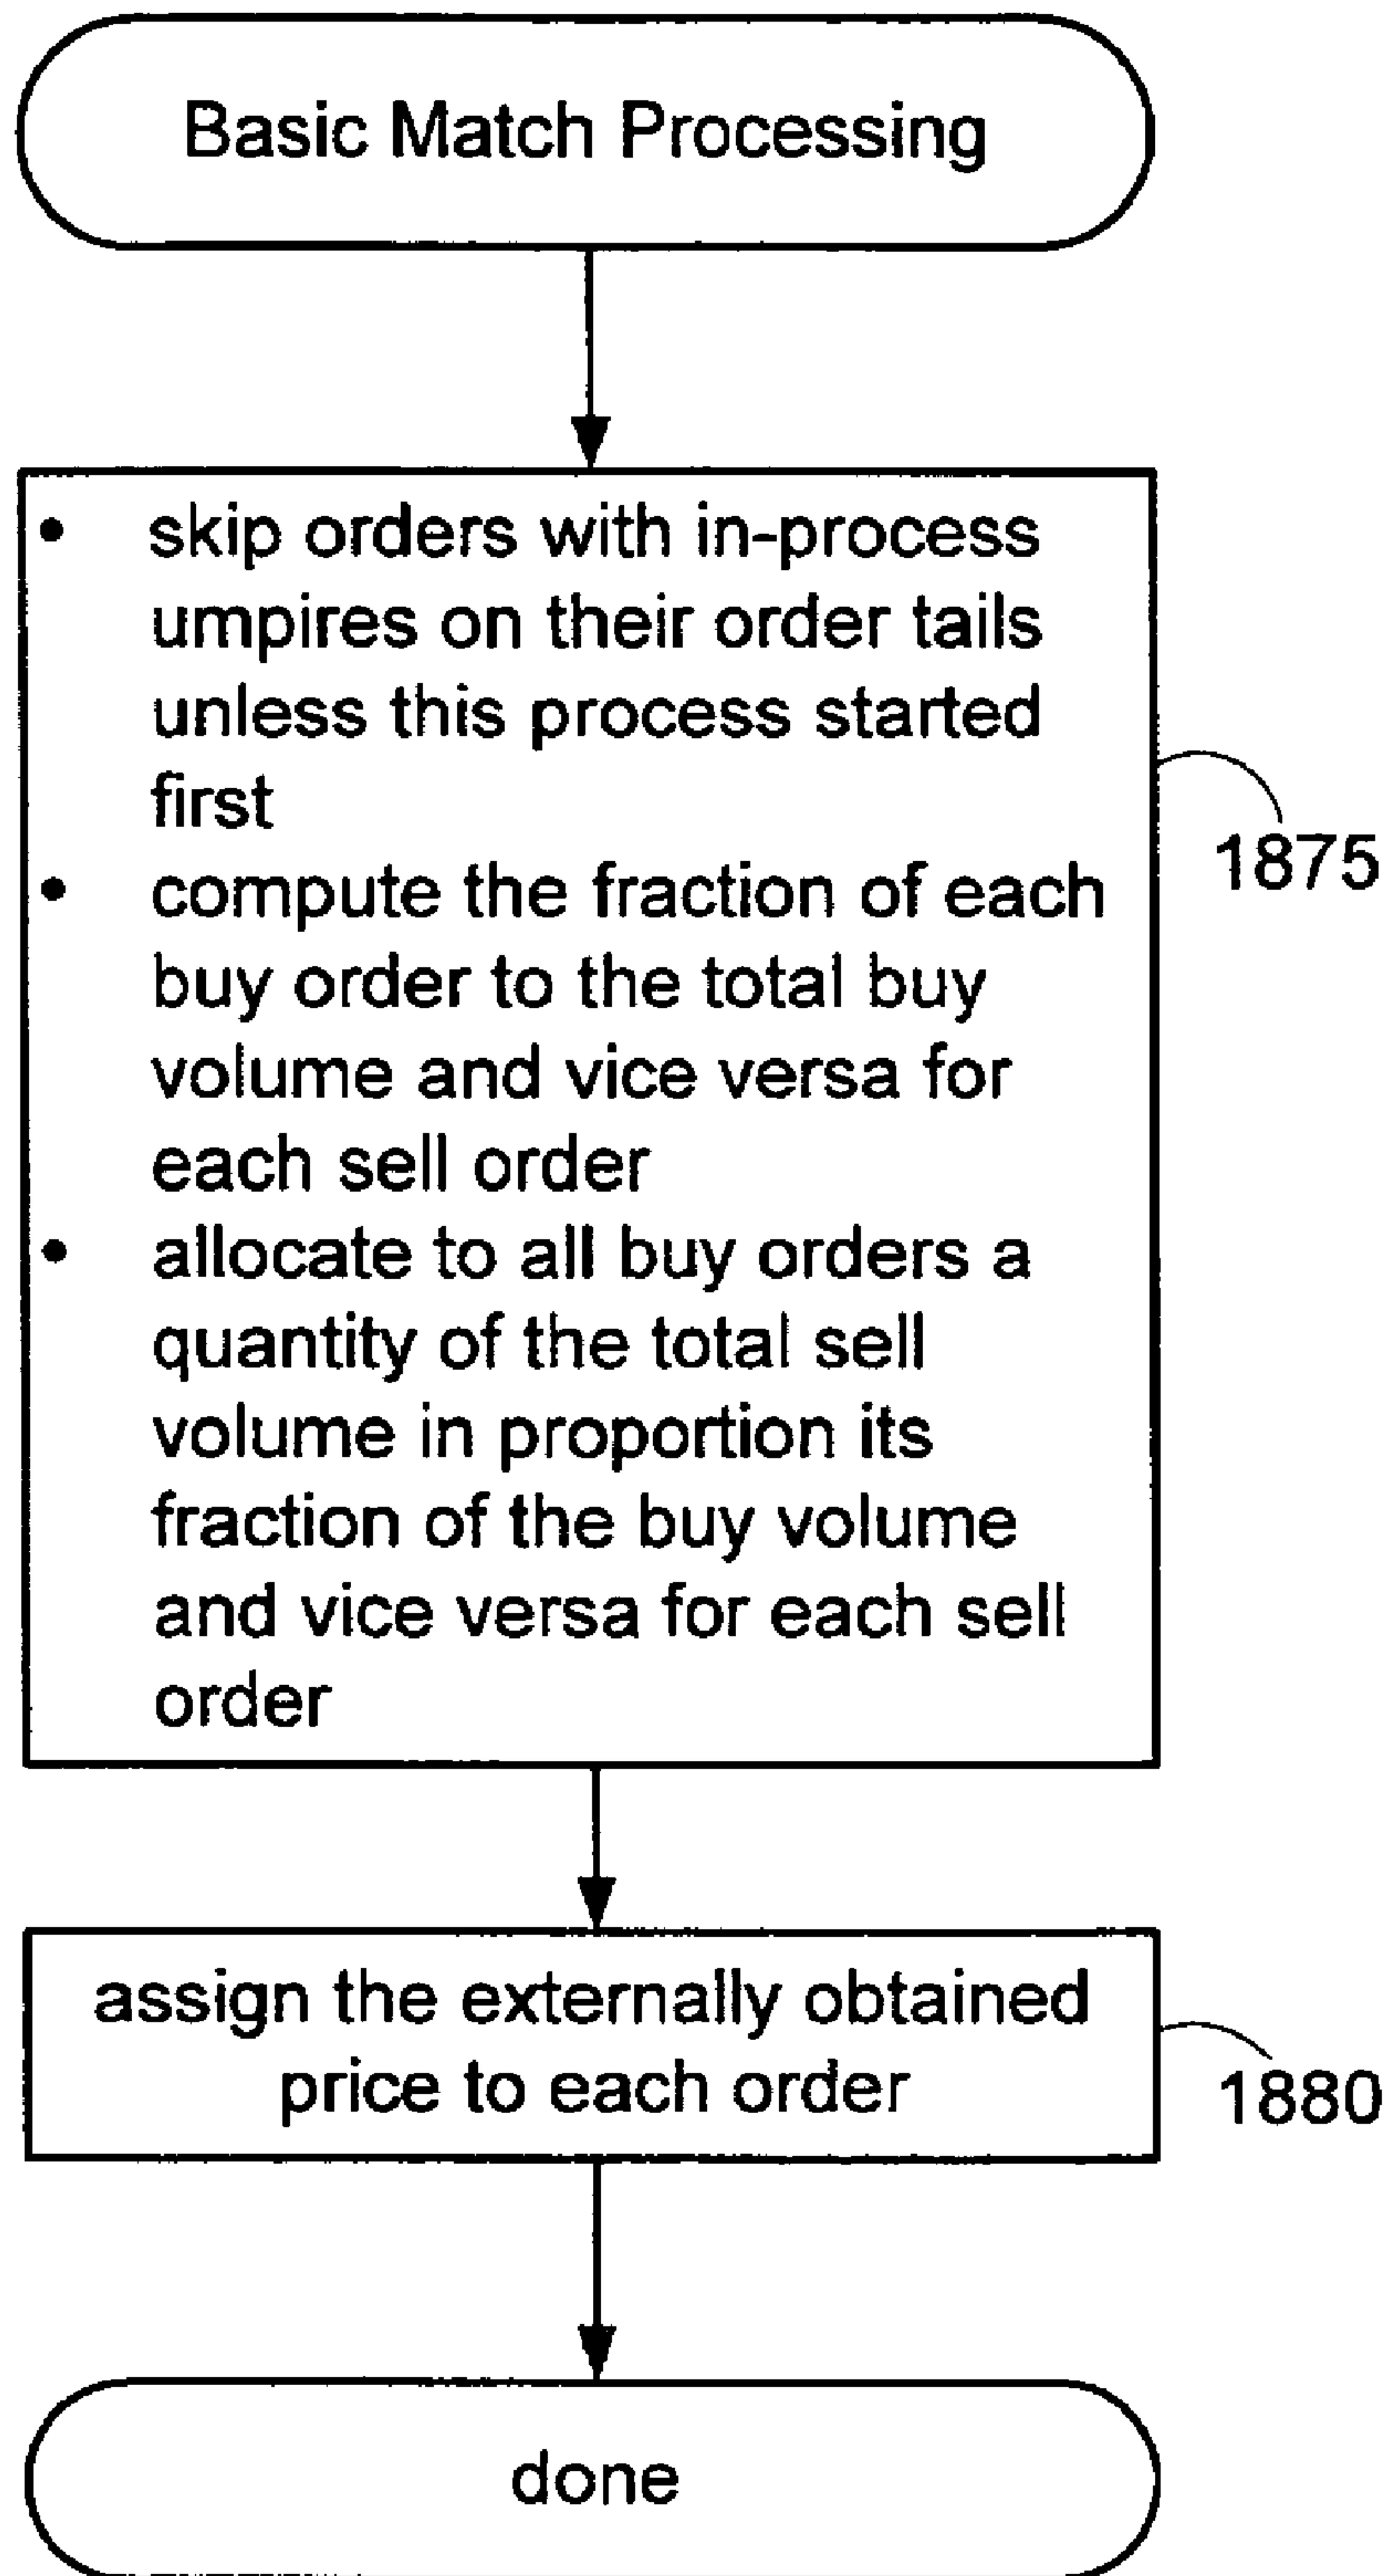 Basic Match Processing
• skip orders with in-process
umpires on their order tails
unless this process started
first
• compute the fraction of each
buy order to the total buy
volume and vice versa for
each sell order
• allocate to all buy orders a
quantity of the total sell
volume in proportion its
fraction of the buy volume
and vice versa for each sell
order
1875
assign the externally obtained
price to each order
1880
done